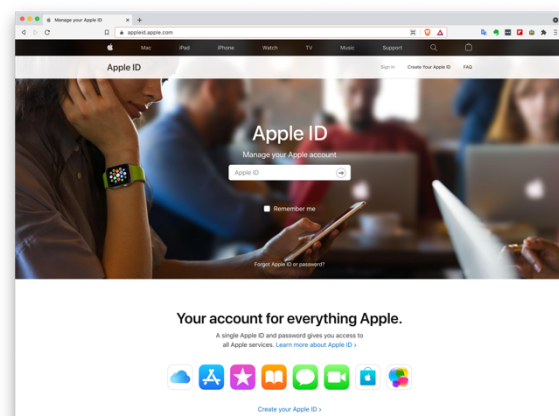 Manage your Apple ID
appleid.apple.com
Mac iPad iPhone Watch TV Music Support
Apple ID
Sign In Create Your Apple ID FAQ
Apple ID
Manage your Apple account
Apple ID
Remember me
Forgot Apple ID or password?
Your account for everything Apple.
A single Apple ID and password gives you access to
all Apple services. Learn more about Apple ID ›
Create your Apple ID ›